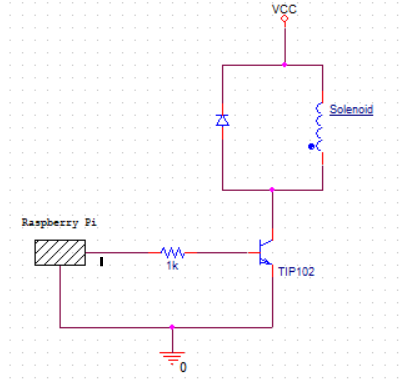 VCC
Solenoid
Raspberry Pi
1k
TIP102
0